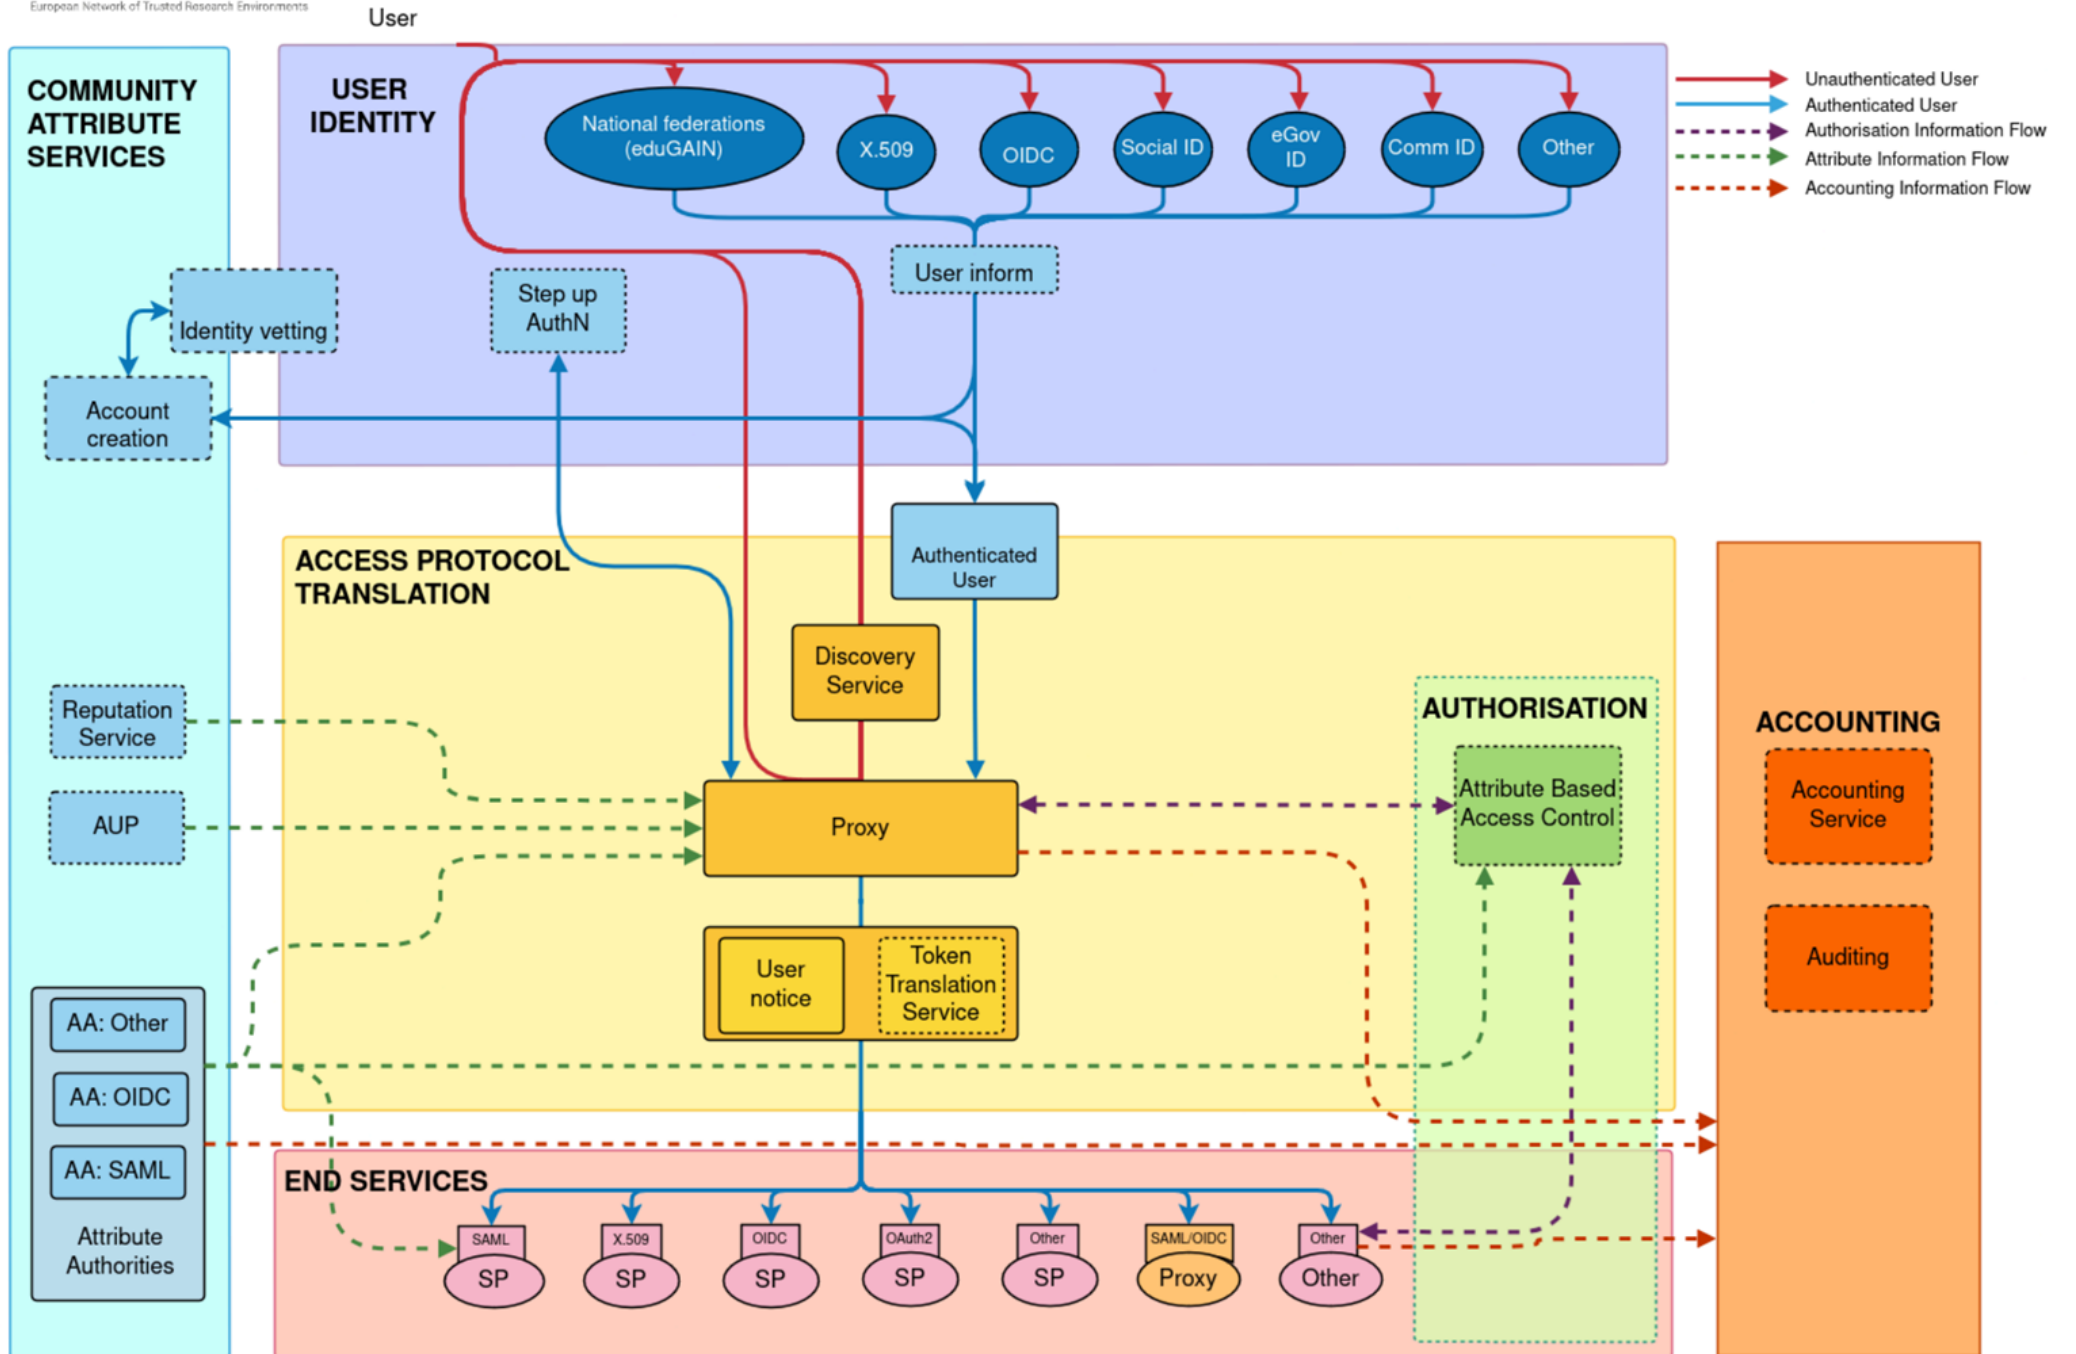 European Network of Trusted Research Environments
User
COMMUNITY
ATTRIBUTE
SERVICES
USER
IDENTITY
National federations
(eduGAIN)
X.509
OIDC
Social ID
eGov
ID
Comm ID
Other
Unauthenticated User
Authenticated User
Authorisation Information Flow
Attribute Information Flow
Accounting Information Flow
User inform
Step up
AuthN
Identity vetting
Account
creation
Authenticated
User
ACCESS PROTOCOL
TRANSLATION
Discovery
Service
Reputation
Service
AUP
Proxy
AUTHORISATION
Attribute Based
Access Control
ACCOUNTING
Accounting
Service
Auditing
User
notice
Token
Translation
Service
AA: Other
AA: OIDC
AA: SAML
Attribute
Authorities
END SERVICES
SAML
SP
X.509
SP
OIDC
SP
OAuth2
SP
Other
SP
SAML/OIDC
Proxy
Other
Other